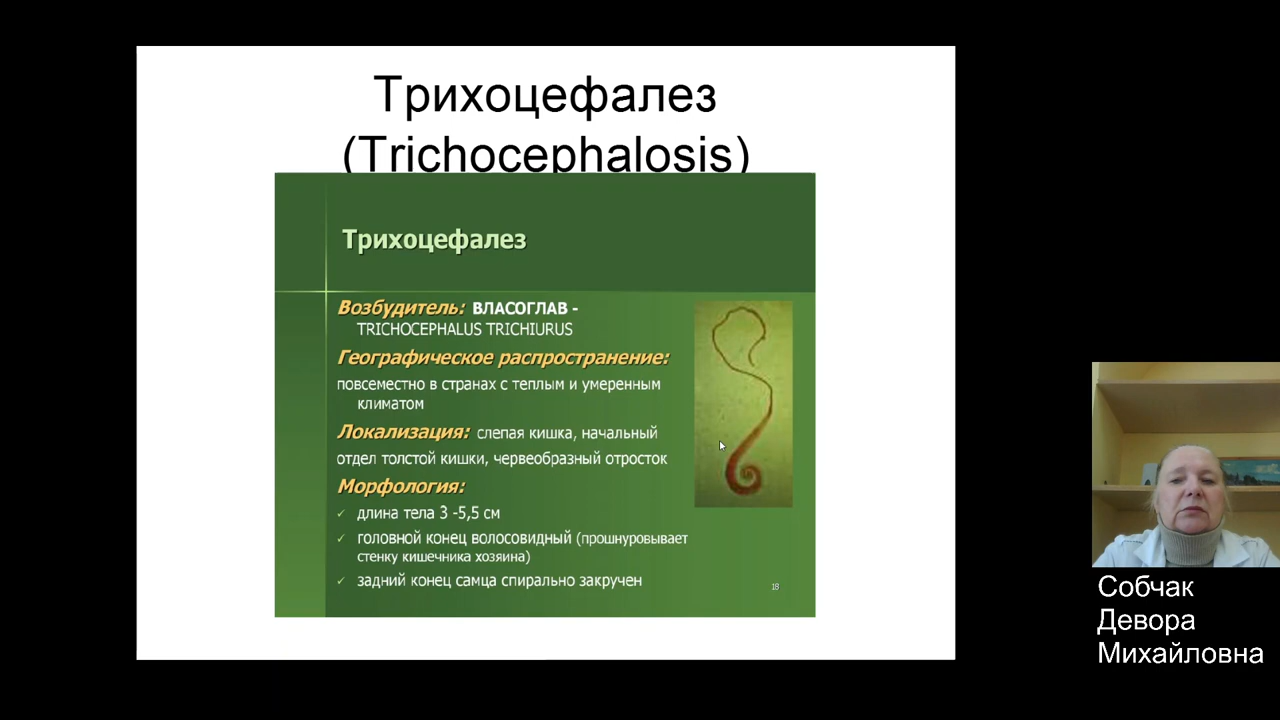 Трихоцефалез
(Trichocephalosis)
Трихоцефалез
Возбудитель: ВЛАСОГЛАВ -
TRICHOCEPHALUS TRICHIURUS
Географическое распространение:
повсеместно в странах с теплым и умеренным
климатом
Локализация: слепая кишка, начальный
отдел толстой кишки, червеобразный отросток
Морфология:
✓ длина тела 3 -5,5 см
✓ головной конец волосовидный (прошнуровывает
стенку кишечника хозяина)
✓ задний конец самца спирально закручен
18
Собчак
Девора
Михайловна